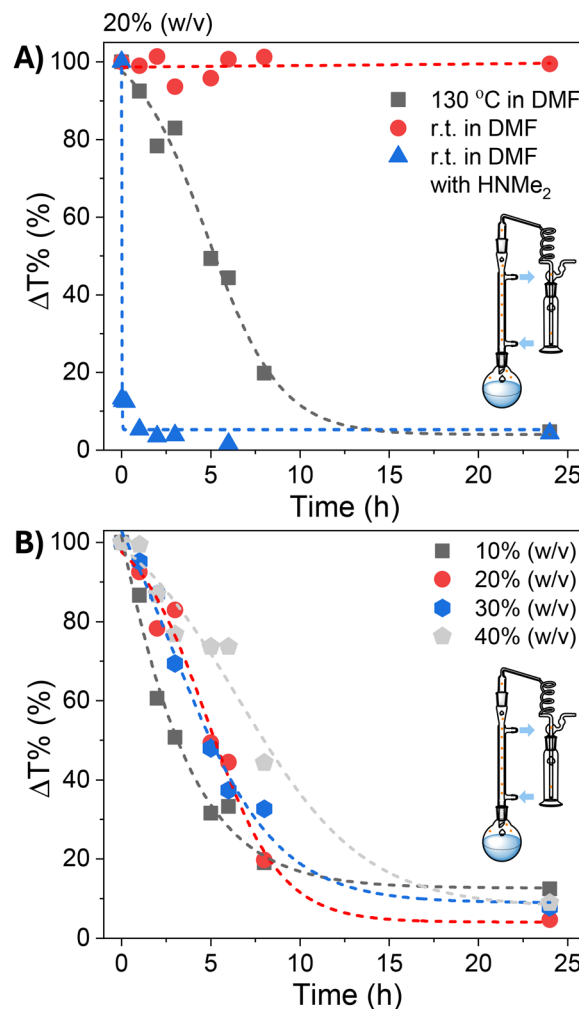 20% (w/v)
A)
100
80
60
40
20
0
ΔT% (%)
130 °C in DMF
r.t. in DMF
r.t. in DMF
with HNMe₂
0 5 10 15 20 25
Time (h)
B)
100
80
60
40
20
0
ΔT% (%)
10% (w/v)
20% (w/v)
30% (w/v)
40% (w/v)
0 5 10 15 20 25
Time (h)